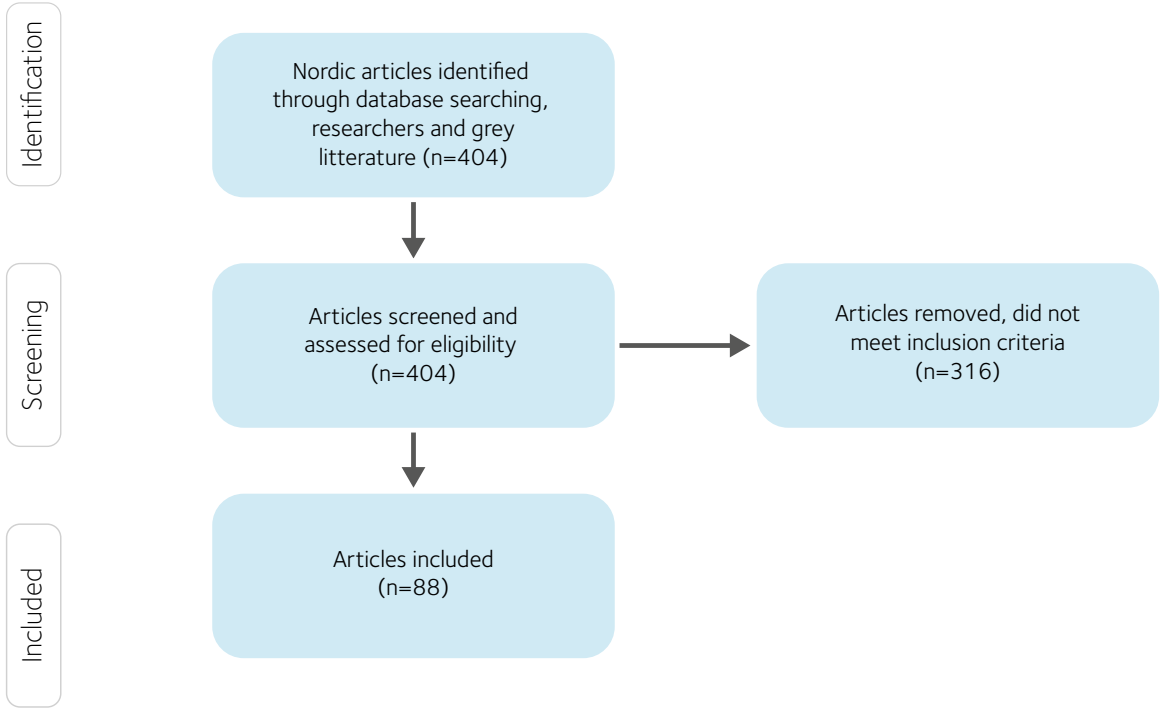 Identification
Nordic articles identified
through database searching,
researchers and grey
litterature (n=404)
Screening
Articles screened and
assessed for eligibility
(n=404)
Articles removed, did not
meet inclusion criteria
(n=316)
Included
Articles included
(n=88)